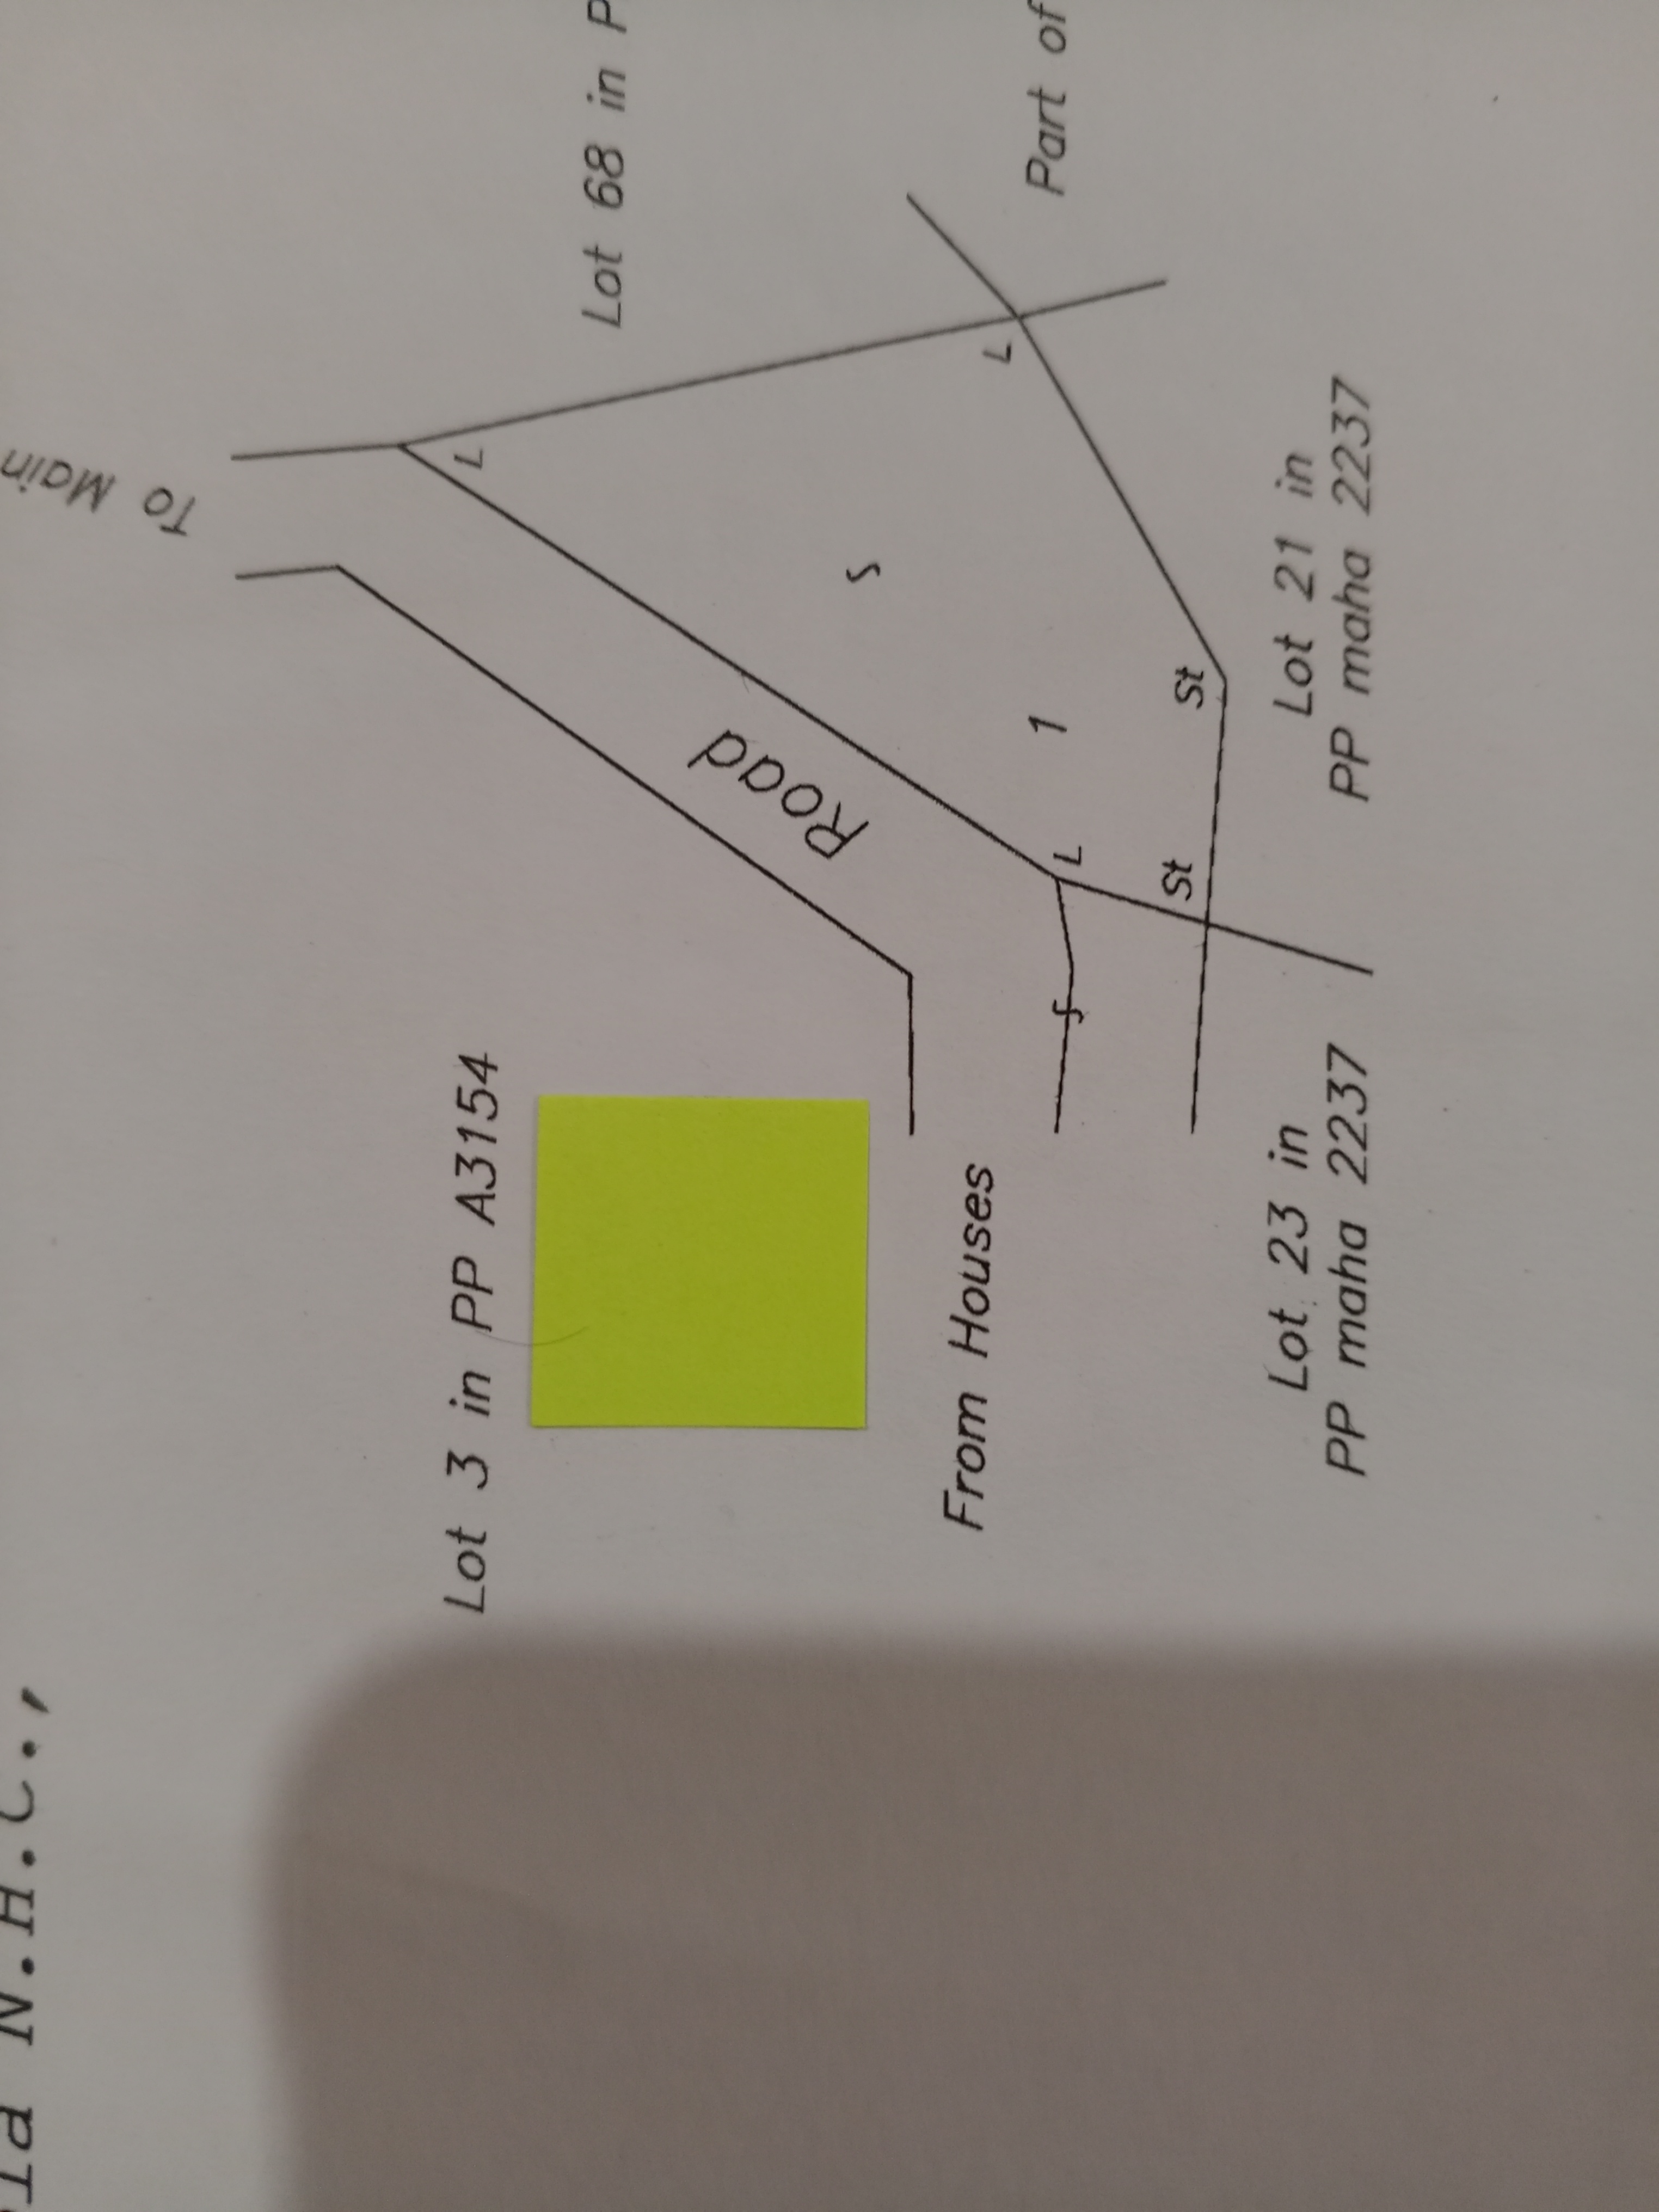 N.H.C.,
To Main
Lot 68 in P
Part of
L
L
S
Road
1
L
St
St
Lot 3 in PP A3154
From Houses
Lot 21 in
PP maha 2237
Lot 23 in
PP maha 2237